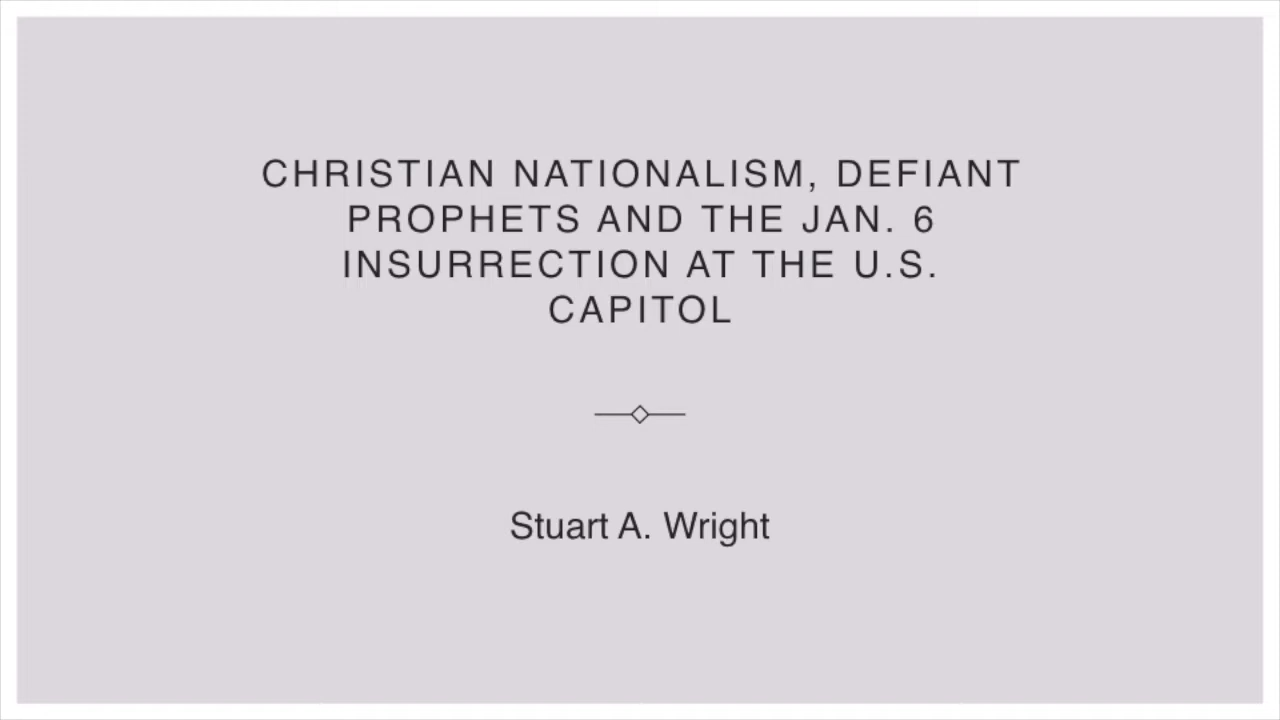 CHRISTIAN NATIONALISM, DEFIANT
PROPHETS AND THE JAN. 6
INSURRECTION AT THE U.S.
CAPITOL
Stuart A. Wright